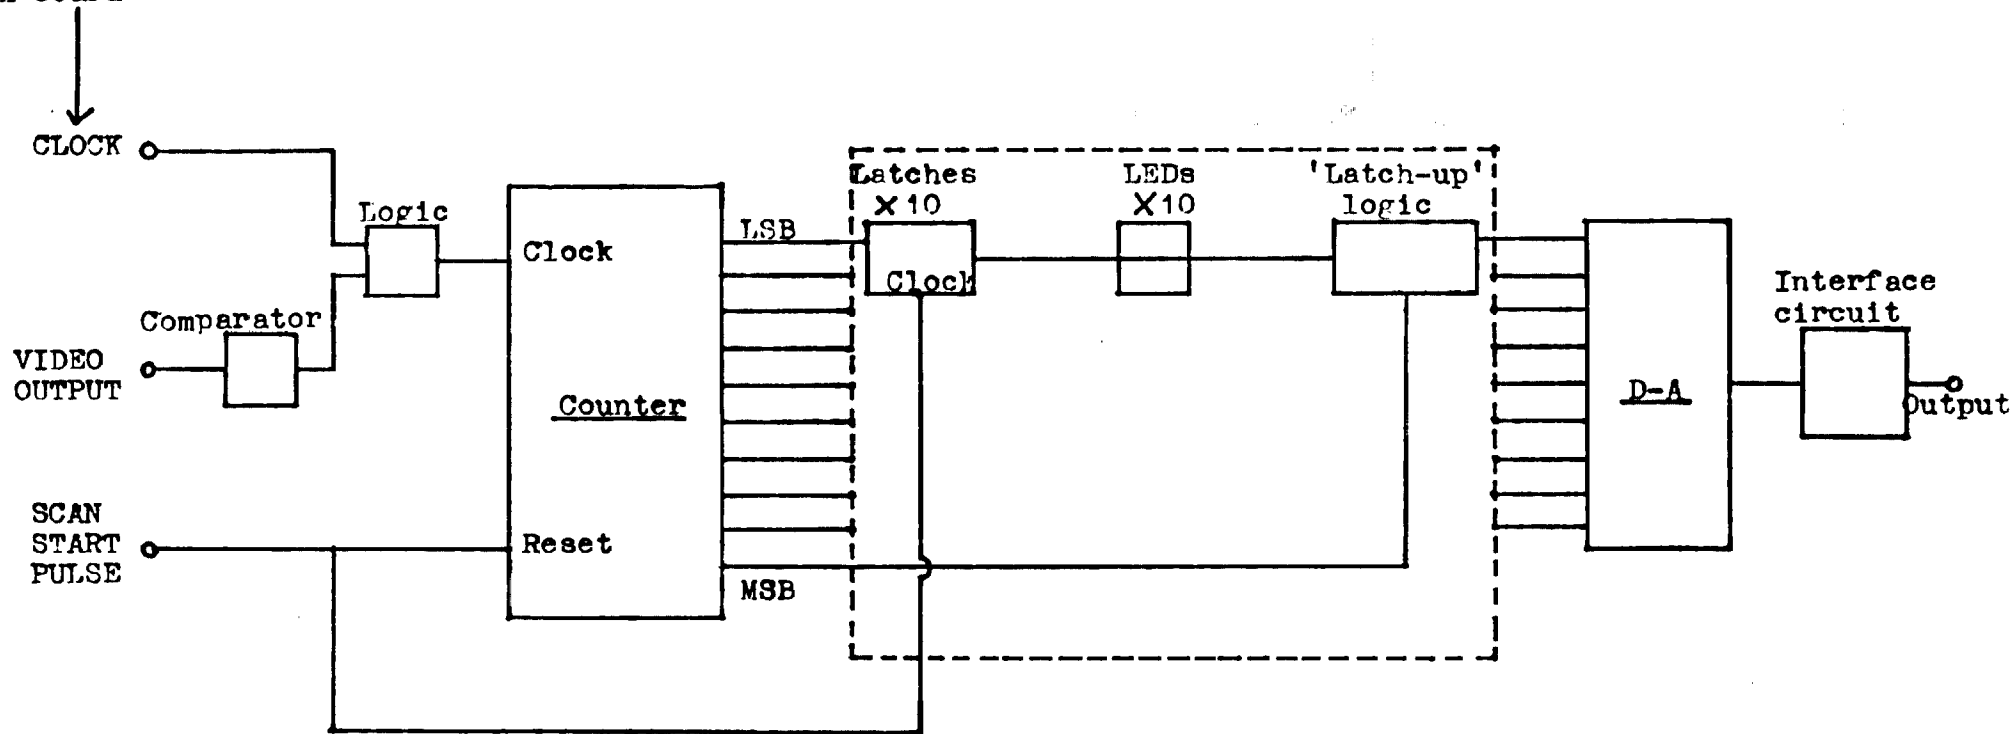 CLOCK
Logic
Comparator
VIDEO
OUTPUT
SCAN
START
PULSE
Clock
Counter
Reset
LSB
MSB
Latches
X 10
Clock
LEDs
X10
'Latch-up'
logic
D-A
Interface
circuit
Output